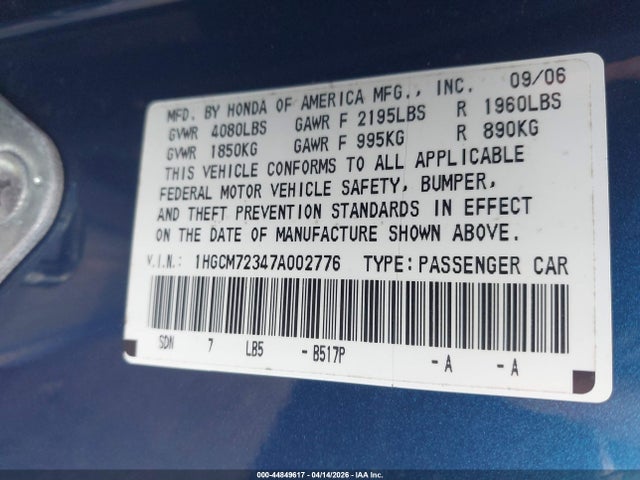 MFD. BY HONDA OF AMERICA MFG., INC. 09/06
GVWR 4080LBS GAWR F 2195LBS R 1960LBS
GVWR 1850KG GAWR F 995KG R 890KG
THIS VEHICLE CONFORMS TO ALL APPLICABLE
FEDERAL MOTOR VEHICLE SAFETY, BUMPER,
AND THEFT PREVENTION STANDARDS IN EFFECT
ON THE DATE OF MANUFACTURE SHOWN ABOVE.
V.I.N.: 1HGCM72347A002776 TYPE: PASSENGER CAR
SDN 7 LB5 - B517P - A - A
000-44849617 - 04/14/2026 - IAA Inc.